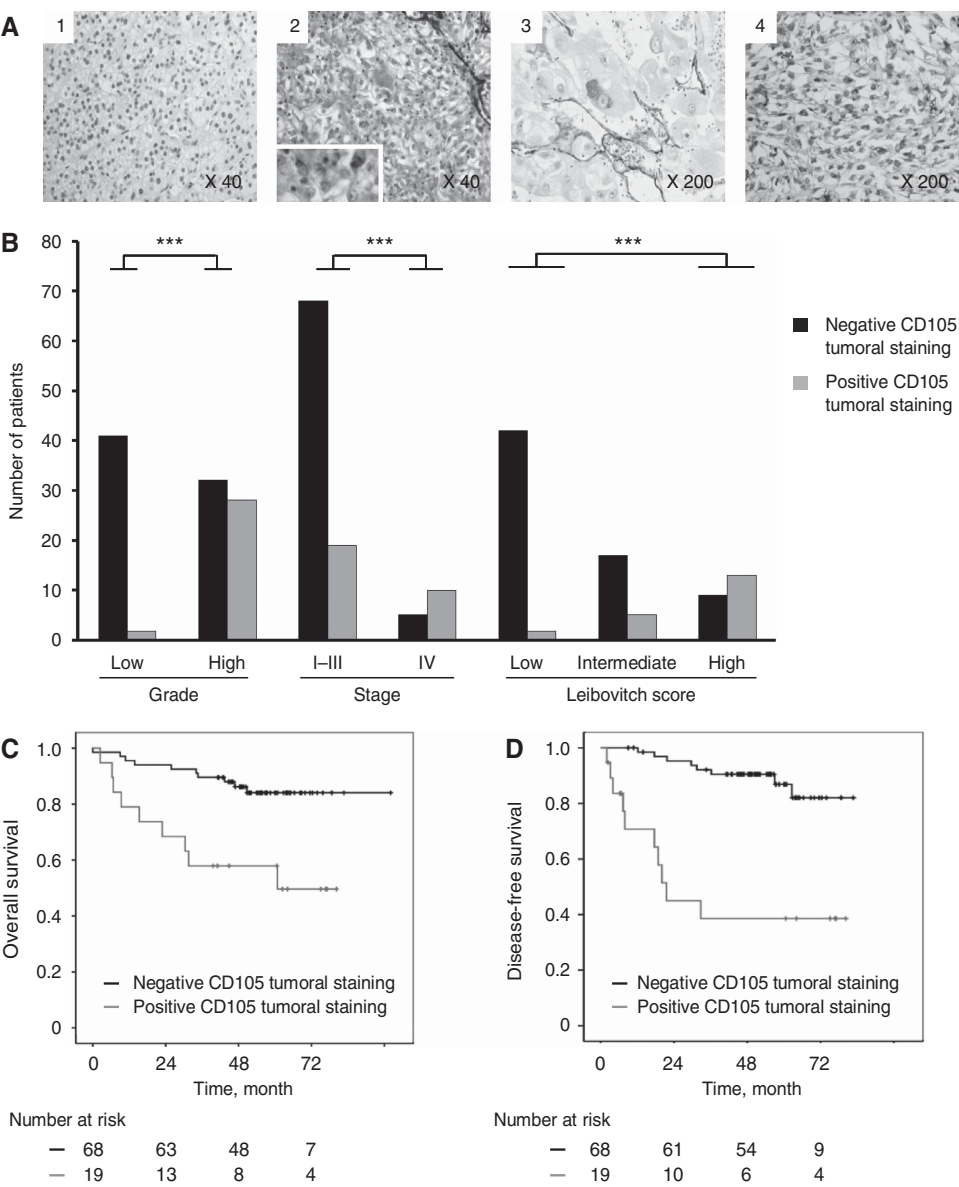 A
1
2
3
4
X 40
X 40
X 200
X 200
B
Number of patients
80
70
60
50
40
30
20
10
0
***
***
***
Negative CD105
tumoral staining
Positive CD105
tumoral staining
Low
High
I–III
IV
Low
Intermediate
High
Grade
Stage
Leibovitch score
C
Overall survival
1.0
0.8
0.6
0.4
0.2
0
Negative CD105 tumoral staining
Positive CD105 tumoral staining
0 24 48 72
Time, month
Number at risk
68 63 48 7
19 13 8 4
D
Disease-free survival
1.0
0.8
0.6
0.4
0.2
0
Negative CD105 tumoral staining
Positive CD105 tumoral staining
0 24 48 72
Time, month
Number at risk
68 61 54 9
19 10 6 4